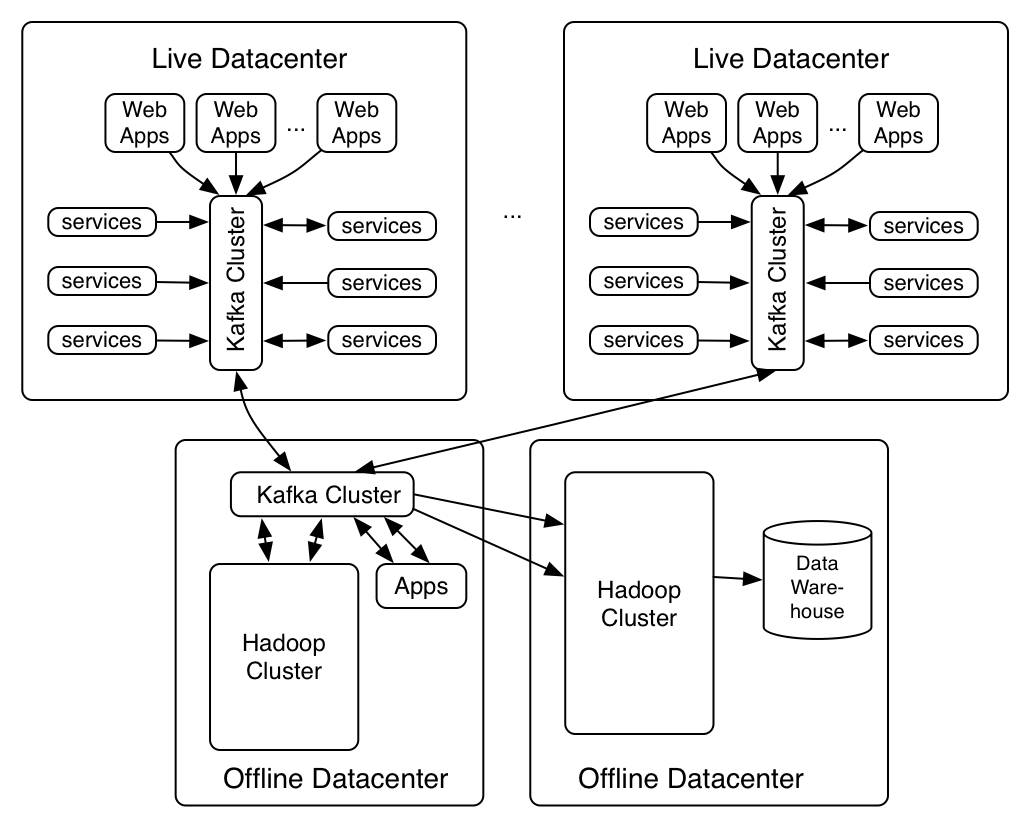 Live Datacenter
Web
Apps
Web
Apps
...
Web
Apps
services
services
services
Kafka Cluster
services
services
services
...
Live Datacenter
Web
Apps
Web
Apps
...
Web
Apps
services
services
services
Kafka Cluster
services
services
services
Kafka Cluster
Apps
Hadoop
Cluster
Offline Datacenter
Hadoop
Cluster
Data
Ware-
house
Offline Datacenter